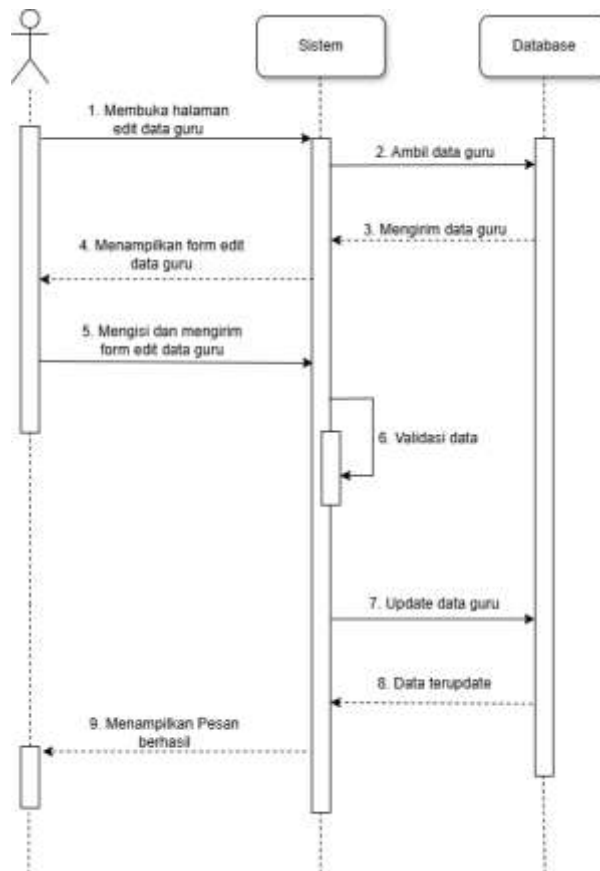 Sistem
Database
1. Membuka halaman
edit data guru
2. Ambil data guru
3. Mengirim data guru
4. Menampilkan form edit
data guru
5. Mengisi dan mengirim
form edit data guru
6. Validasi data
7. Update data guru
8. Data terupdate
9. Menampilkan Pesan
berhasil